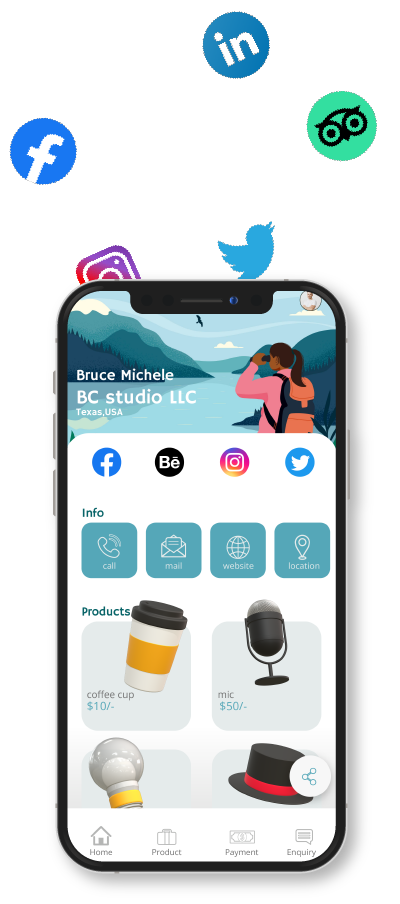 in
f
Bruce Michele
BC studio LLC
Texas,USA
f
Bē
Info
call mail website location
Products
coffee cup mic
$10/- $50/-
Home Product Payment Enquiry